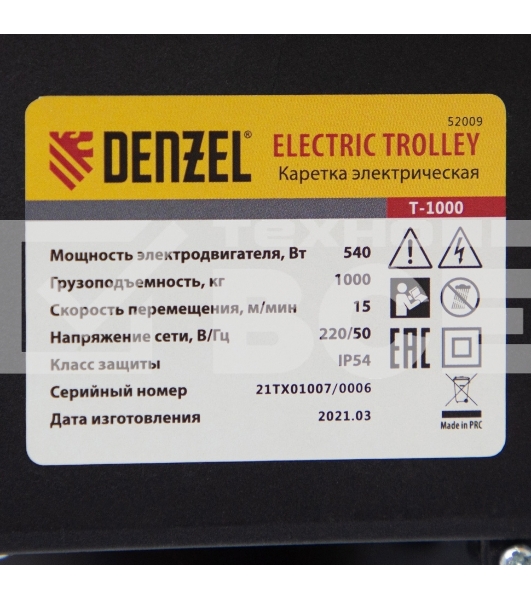 52009
DENZEL®
ELECTRIC TROLLEY
Каретка электрическая
T-1000
Мощность электродвигателя, Вт 540
Грузоподъемность, кг 1000
Скорость перемещения, м/мин 15
Напряжение сети, В/Гц 220/50
Класс защиты IP54
Серийный номер 21TX01007/0006
Дата изготовления 2021.03
EAC
Made in PRC